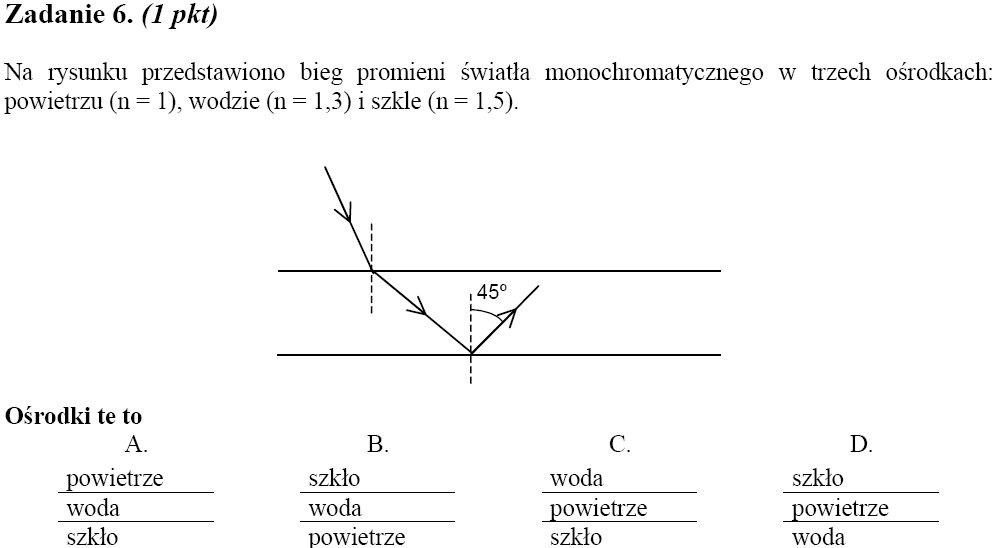 Zadanie 6. (1 pkt)
Na rysunku przedstawiono bieg promieni światła monochromatycznego w trzech ośrodkach:
powietrzu (n = 1), wodzie (n = 1,3) i szkle (n = 1,5).
45º
Ośrodki te to
A. B. C. D.
powietrze szkło woda szkło
woda woda powietrze powietrze
szkło powietrze szkło woda